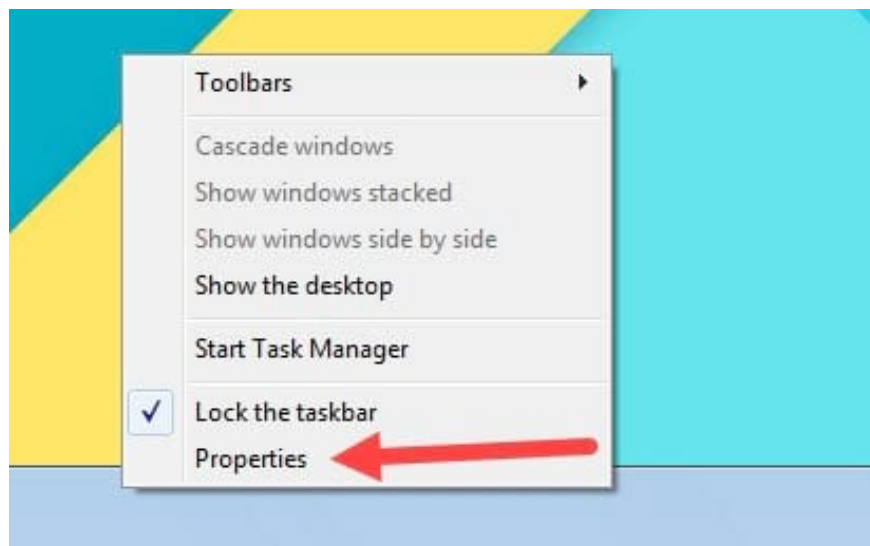 Toolbars
Cascade windows
Show windows stacked
Show windows side by side
Show the desktop
Start Task Manager
Lock the taskbar
Properties